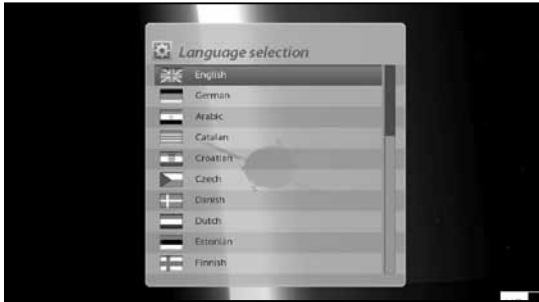 Language selection
English
German
Arabic
Catalan
Croatian
Czech
Danish
Dutch
Estonian
Finnish